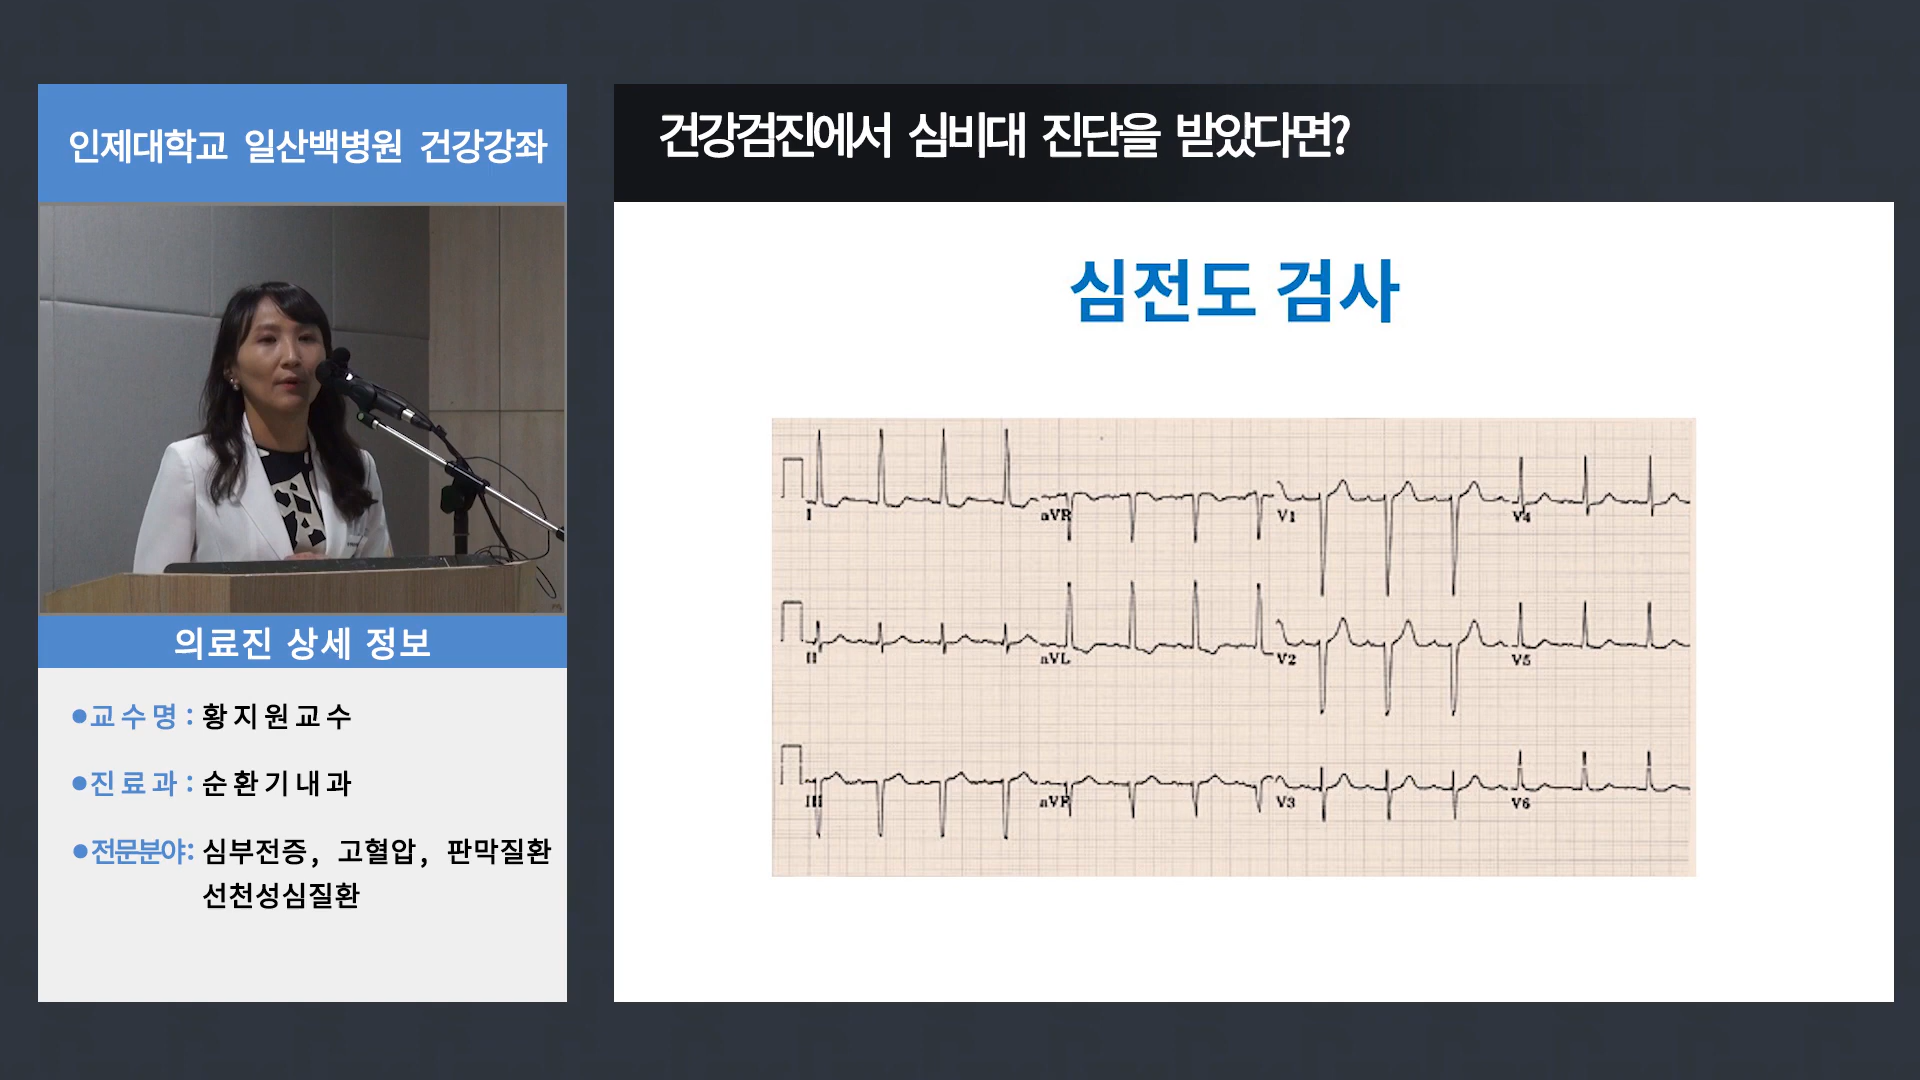 인제대학교 일산백병원 건강강좌
건강검진에서 심비대 진단을 받았다면?
심전도 검사
I aVR V1 V4
II aVL V2 V5
III aVF V3 V6
의료진 상세 정보
●교수명: 황지원교수
●진료과: 순환기내과
●전문분야: 심부전증, 고혈압, 판막질환
선천성심질환